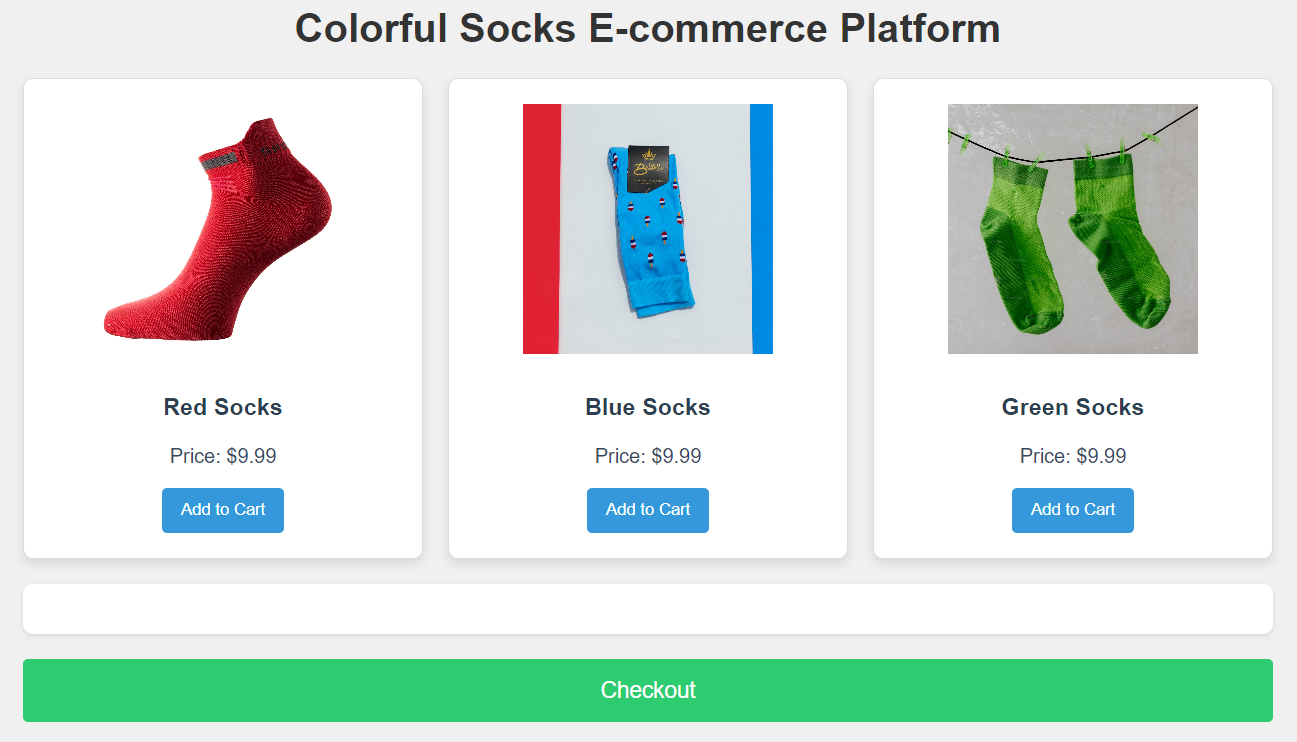 Colorful Socks E-commerce Platform
Red Socks
Price: $9.99
Add to Cart
Blue Socks
Price: $9.99
Add to Cart
Green Socks
Price: $9.99
Add to Cart
Checkout